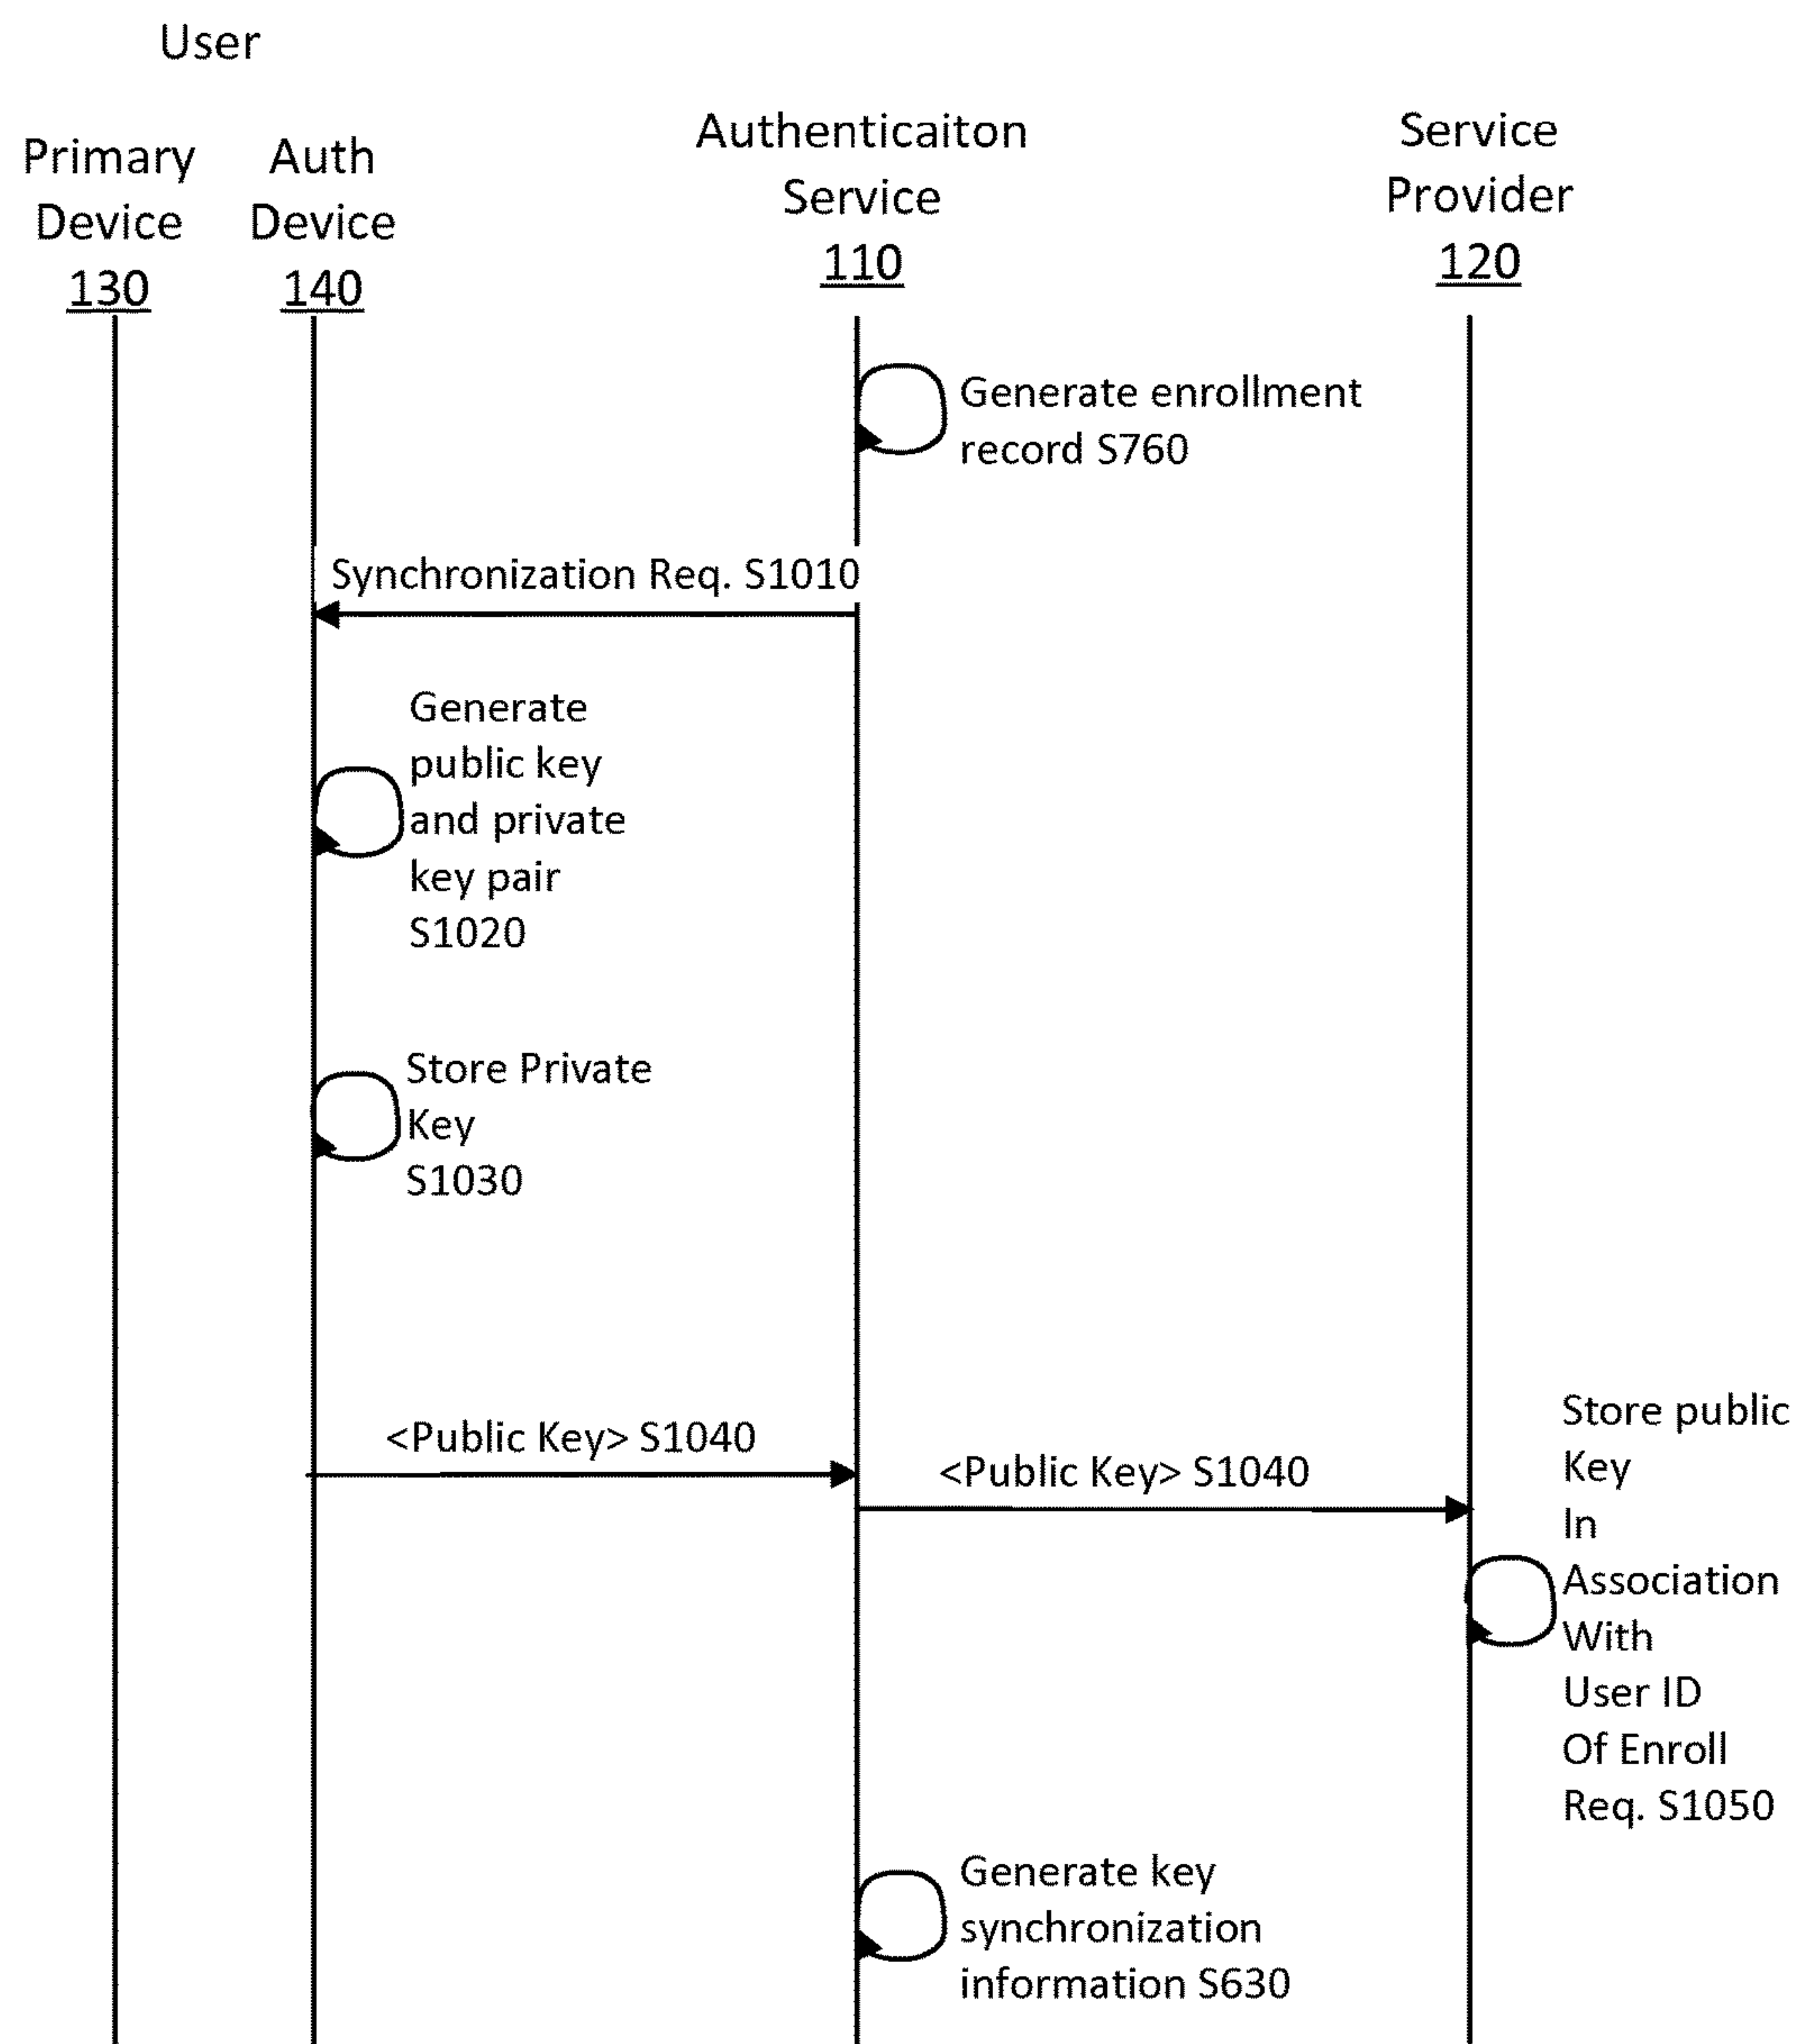 User
Primary
Device
130
Auth
Device
140
Authenticaiton
Service
110
Service
Provider
120
Generate enrollment
record S760
Synchronization Req. S1010
Generate
public key
and private
key pair
S1020
Store Private
Key
S1030
<Public Key> S1040
<Public Key> S1040
Store public
Key
In
Association
With
User ID
Of Enroll
Req. S1050
Generate key
synchronization
information S630